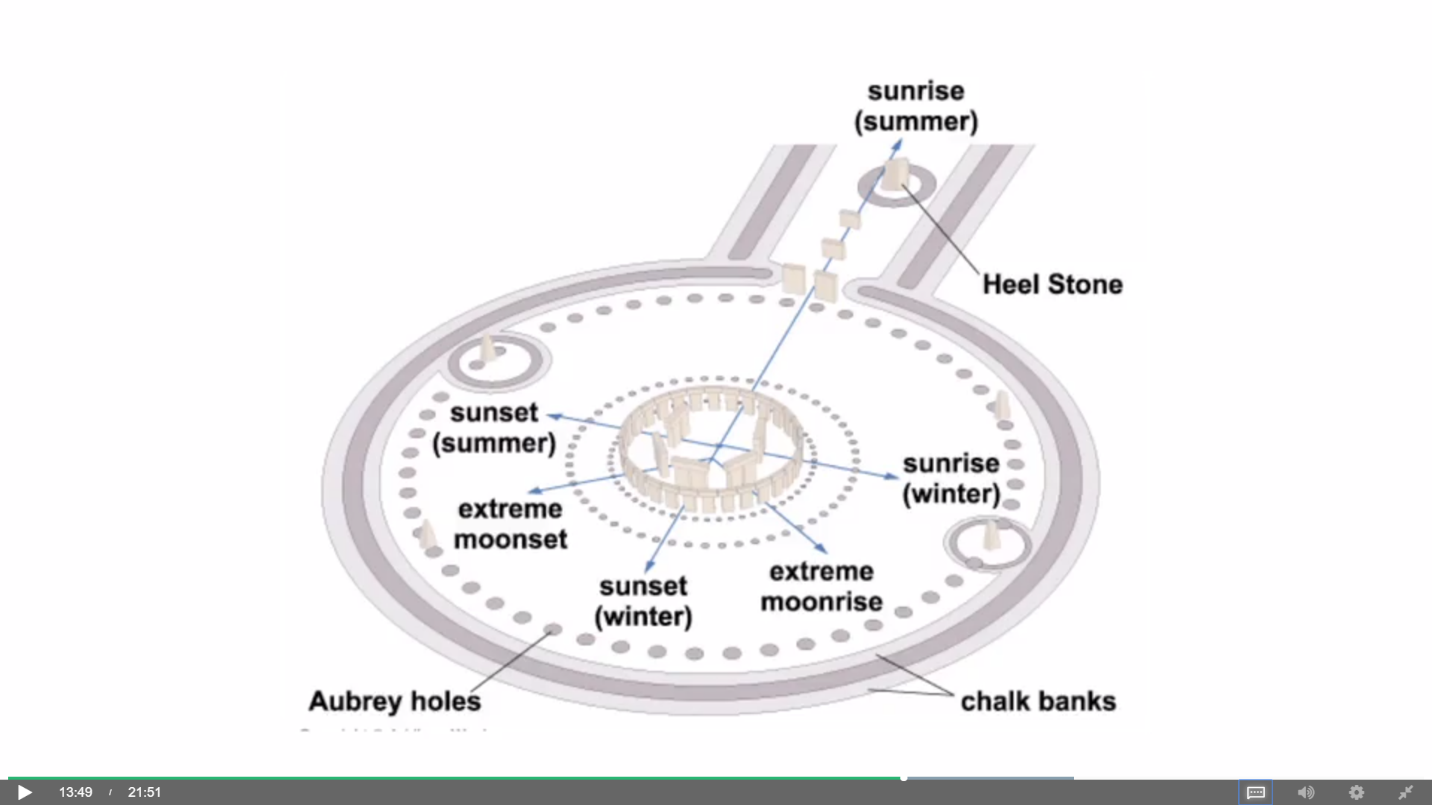 sunrise
(summer)
Heel Stone
sunset
(summer)
sunrise
(winter)
extreme
moonset
extreme
moonrise
sunset
(winter)
Aubrey holes
chalk banks
13:49 / 21:51